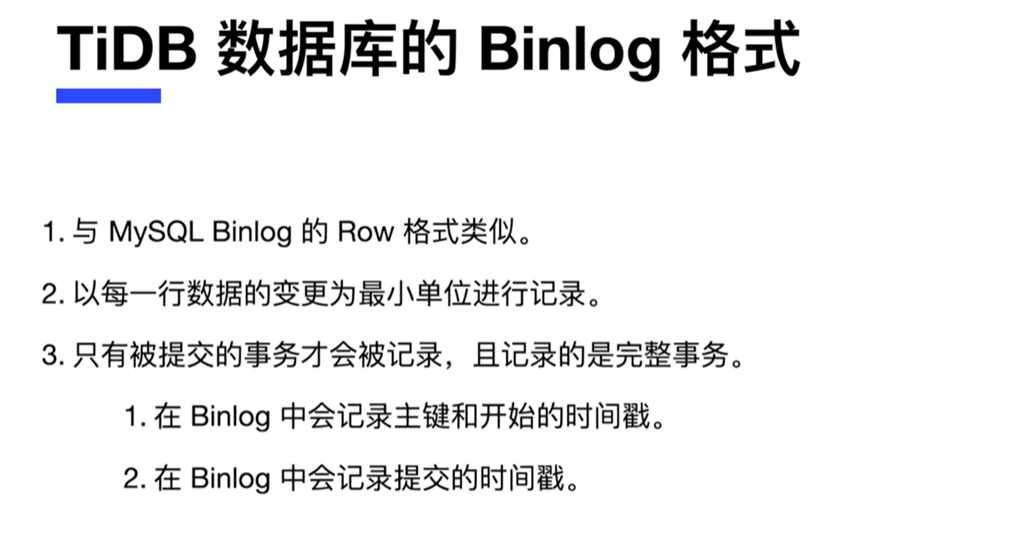 TiDB 数据库的 Binlog 格式
1. 与 MySQL Binlog 的 Row 格式类似。
2. 以每一行数据的变更为最小单位进行记录。
3. 只有被提交的事务才会被记录，且记录的是完整事务。
1. 在 Binlog 中会记录主键和开始的时间戳。
2. 在 Binlog 中会记录提交的时间戳。